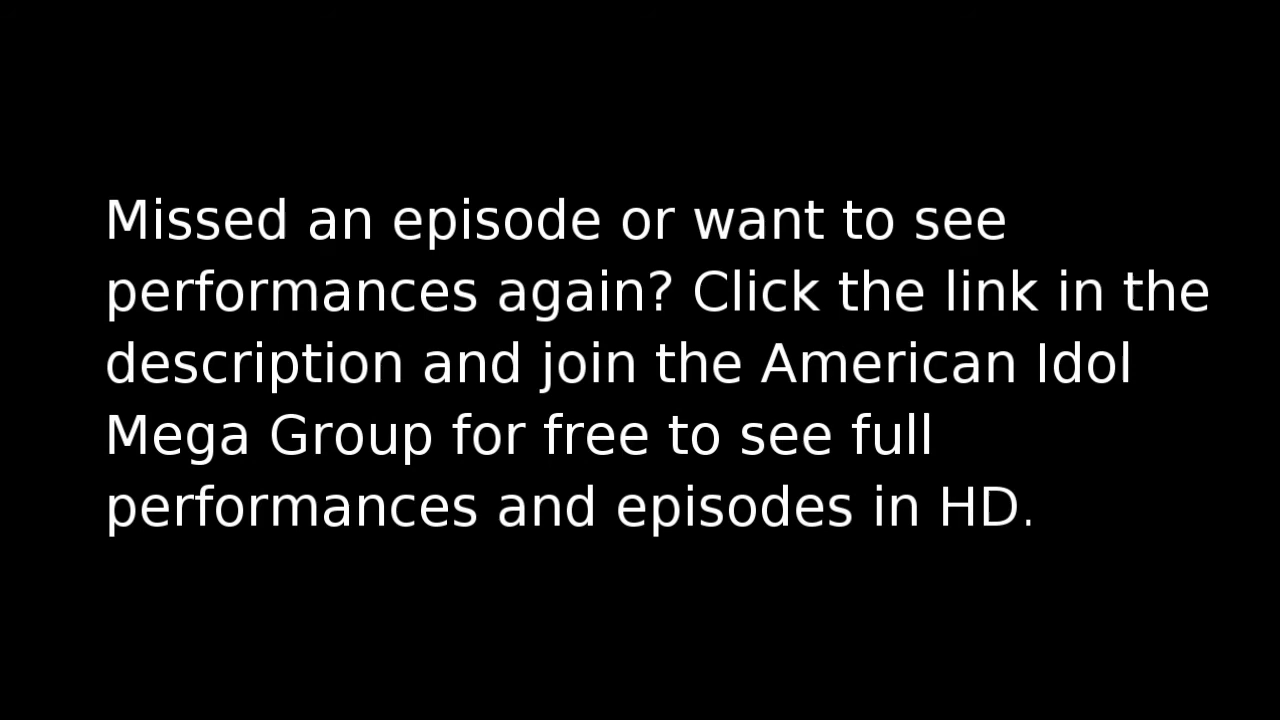 Missed an episode or want to see
performances again? Click the link in the
description and join the American Idol
Mega Group for free to see full
performances and episodes in HD.